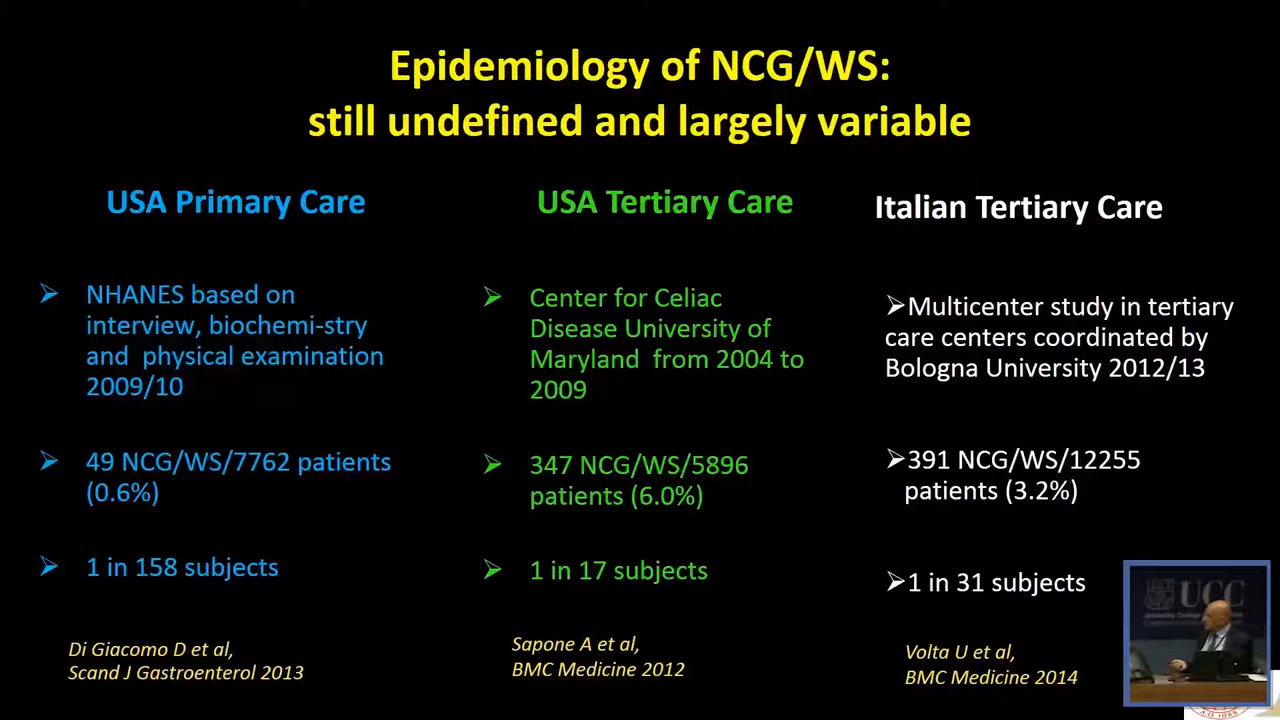 Epidemiology of NCG/WS:
still undefined and largely variable
USA Primary Care
➢ NHANES based on
interview, biochemi-stry
and physical examination
2009/10
➢ 49 NCG/WS/7762 patients
(0.6%)
➢ 1 in 158 subjects
Di Giacomo D et al,
Scand J Gastroenterol 2013
USA Tertiary Care
➢ Center for Celiac
Disease University of
Maryland from 2004 to
2009
➢ 347 NCG/WS/5896
patients (6.0%)
➢ 1 in 17 subjects
Sapone A et al,
BMC Medicine 2012
Italian Tertiary Care
➢Multicenter study in tertiary
care centers coordinated by
Bologna University 2012/13
➢391 NCG/WS/12255
patients (3.2%)
➢1 in 31 subjects
Volta U et al,
BMC Medicine 2014
UCC
A.D. 1088